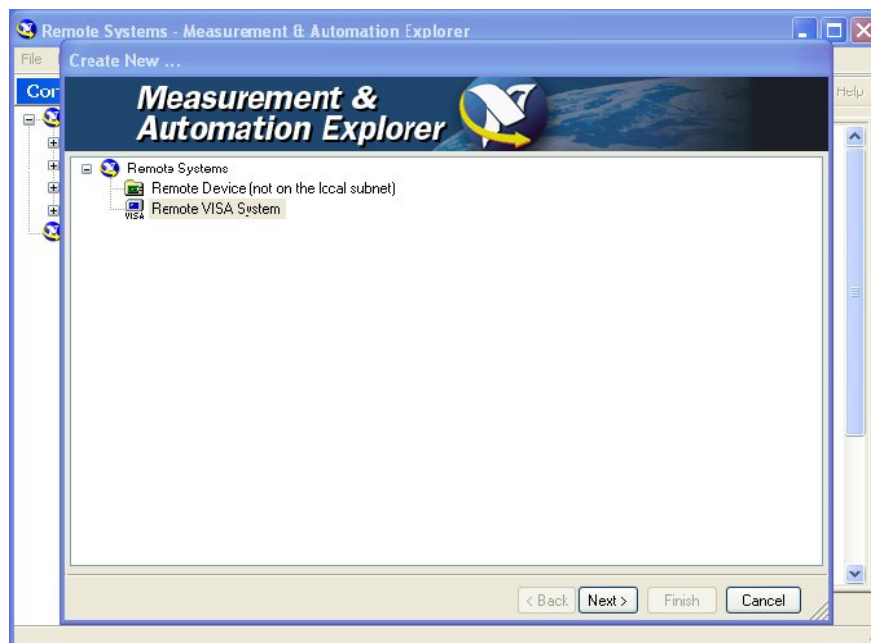 Remote Systems - Measurement & Automation Explorer
File
Create New ...
Cor
Help
Measurement &
Automation Explorer
Remote Systems
Remote Device (not on the local subnet)
VISA
Remote VISA System
< Back
Next >
Finish
Cancel